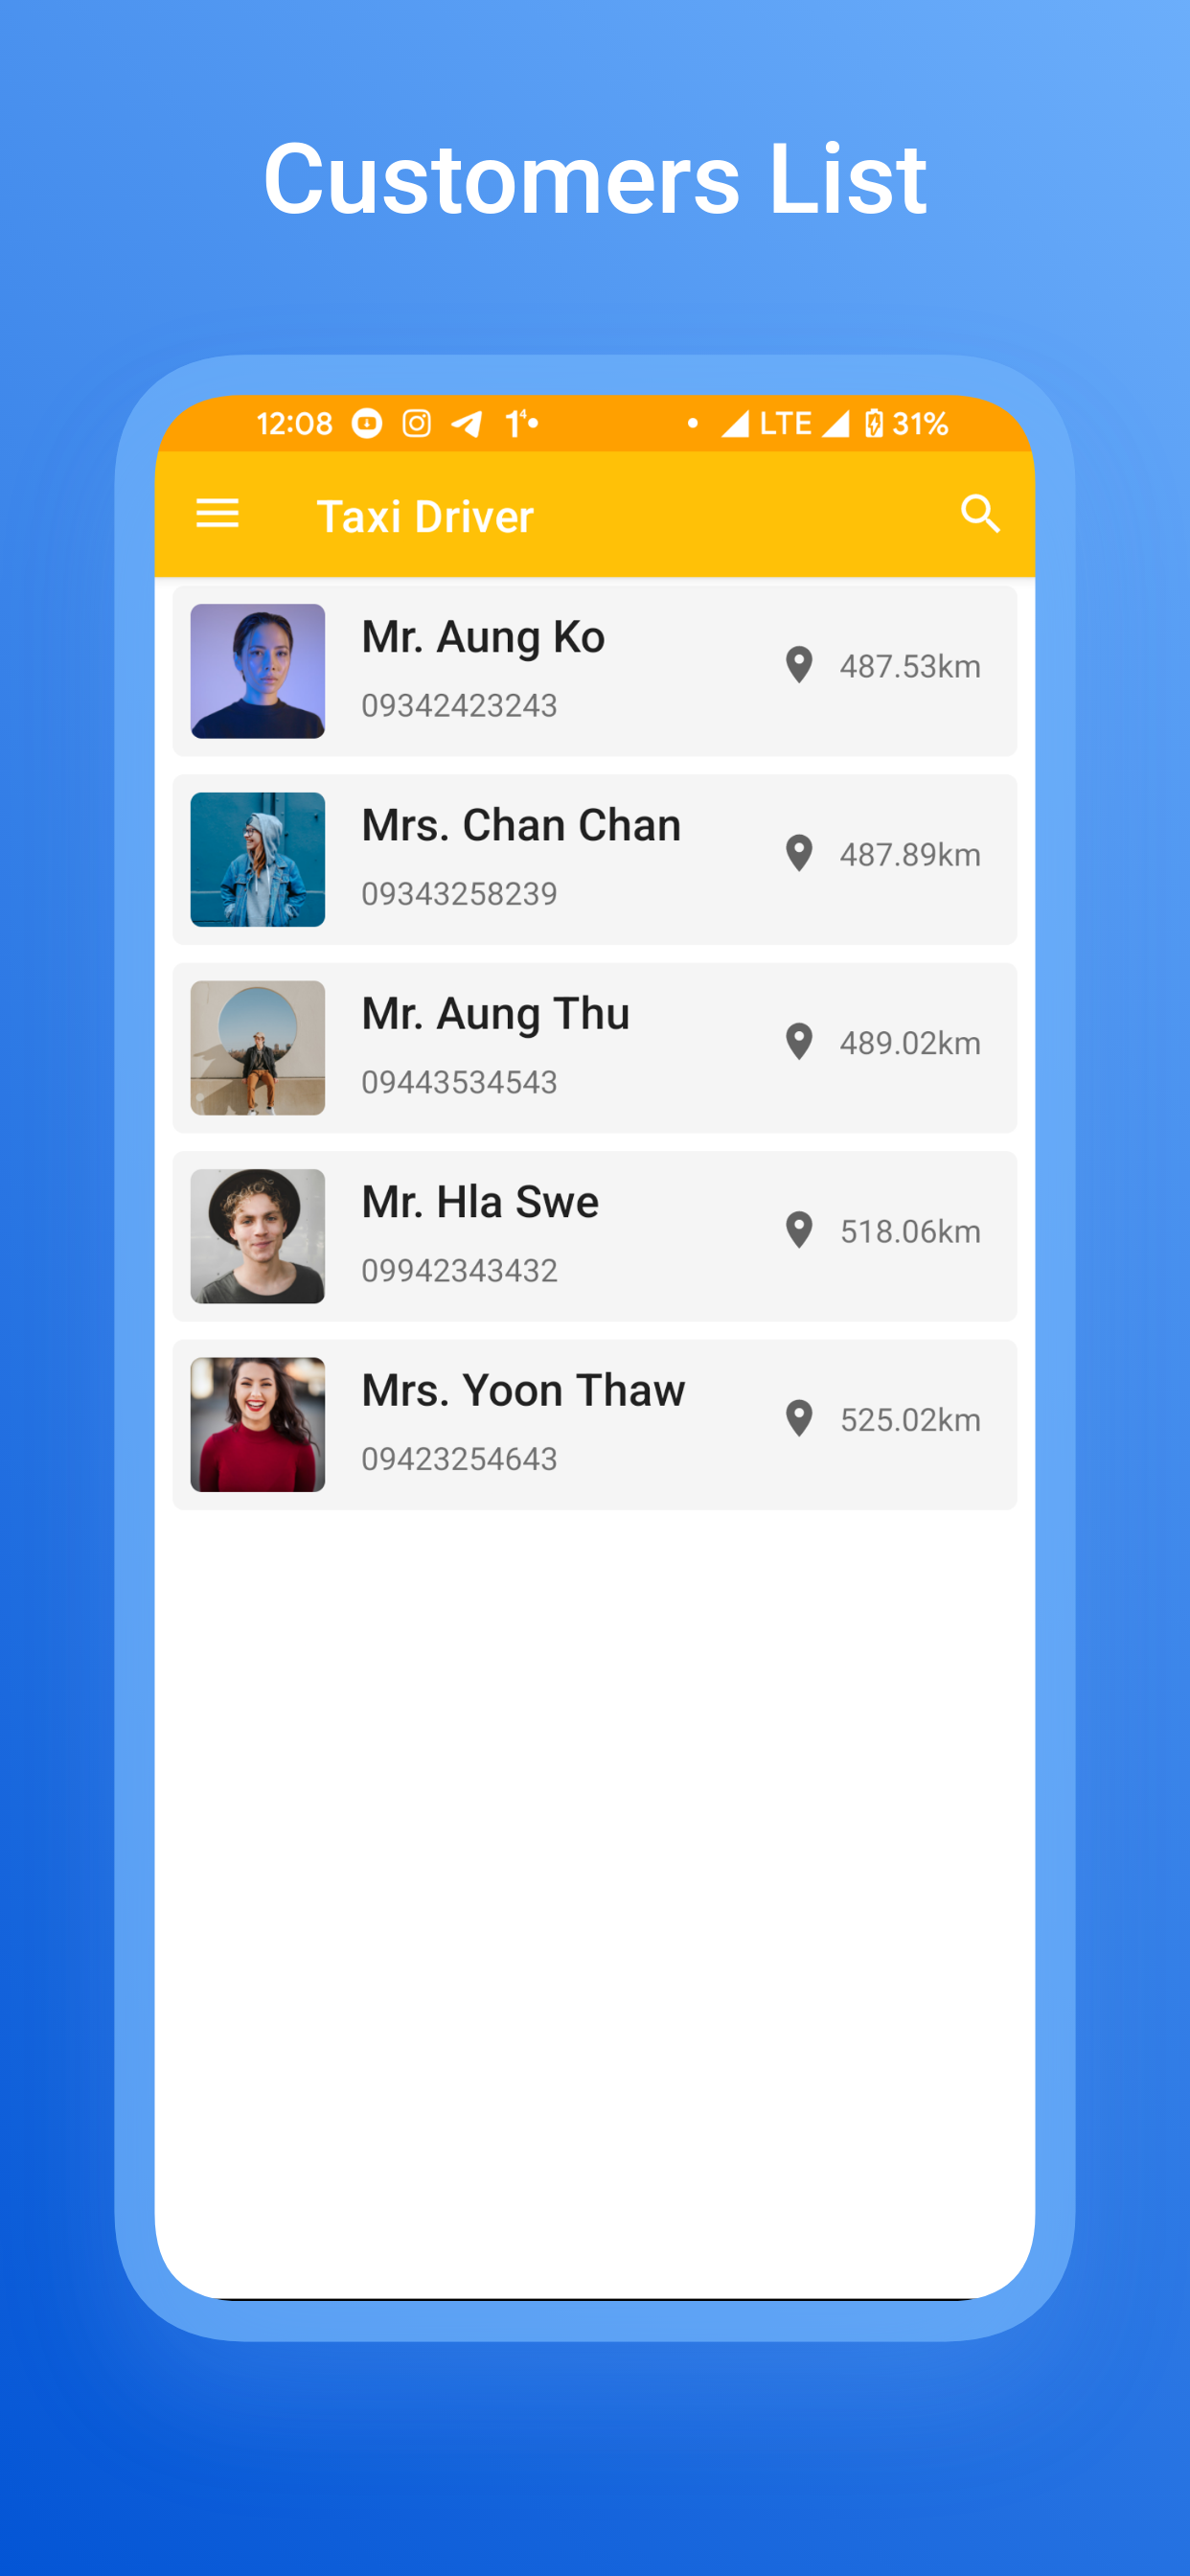 Customers List
12:08 LTE 31%
Taxi Driver
Mr. Aung Ko
487.53km
09342423243
Mrs. Chan Chan
487.89km
09343258239
Mr. Aung Thu
489.02km
09443534543
Mr. Hla Swe
518.06km
09942343432
Mrs. Yoon Thaw
525.02km
09423254643